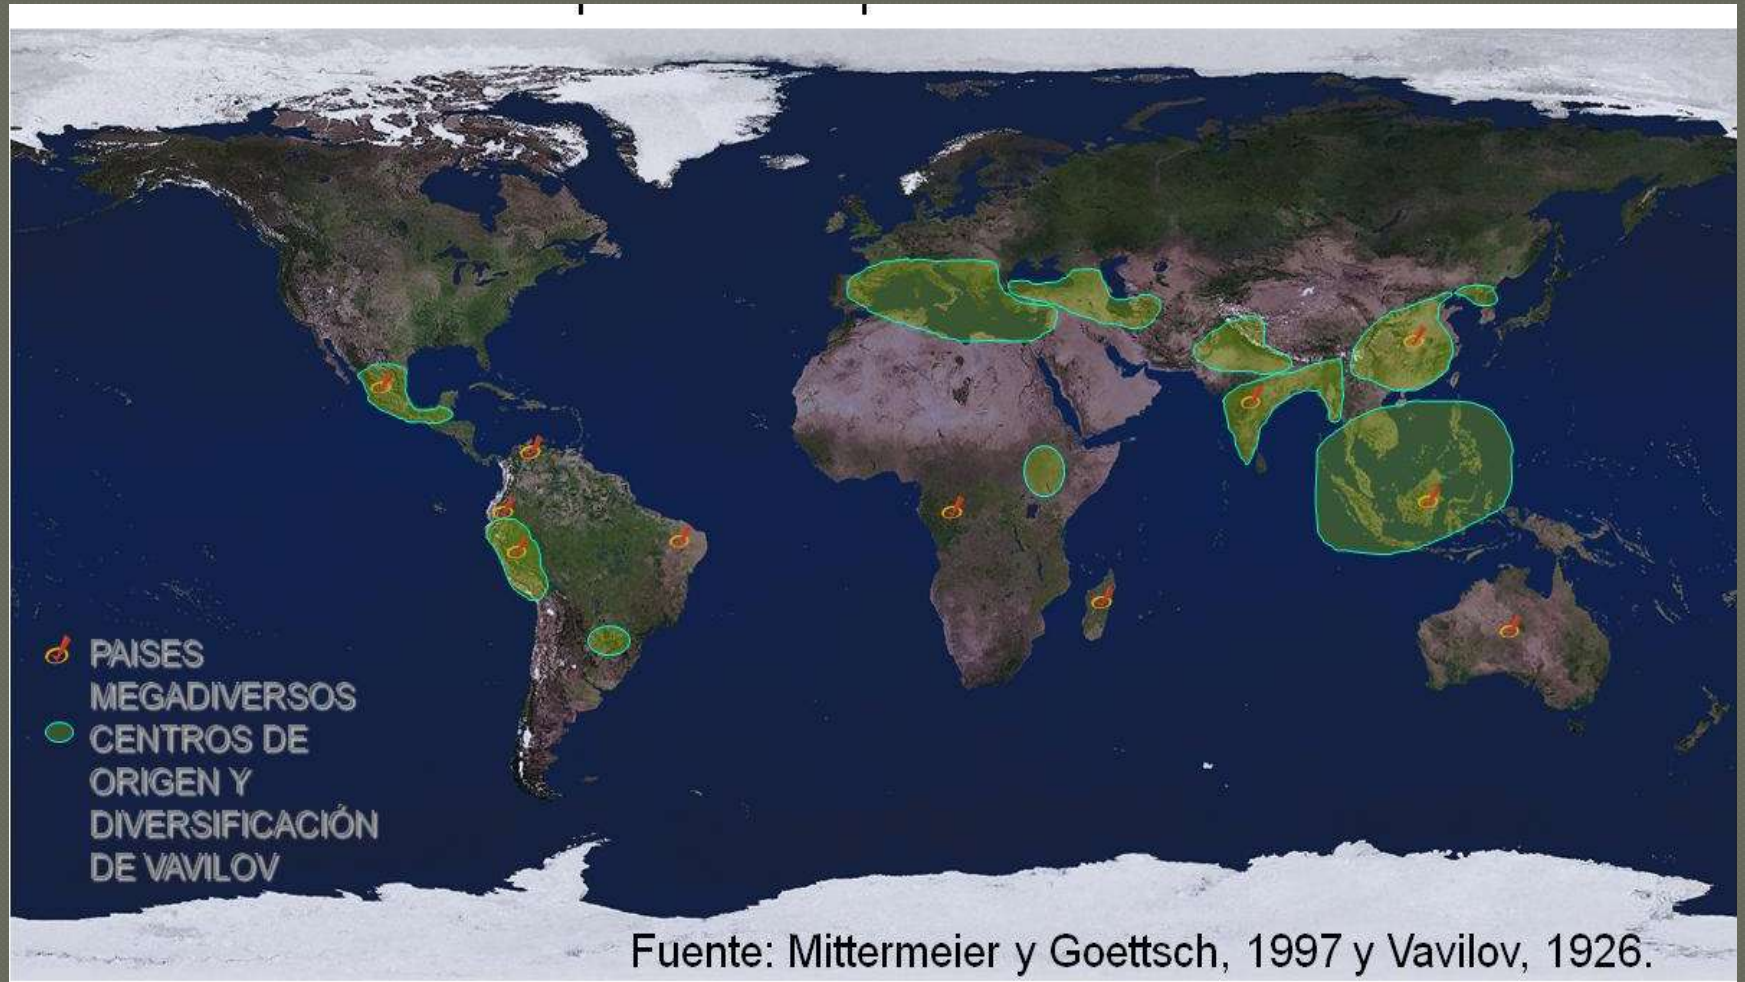 PAISES
MEGADIVERSOS
CENTROS DE
ORIGEN Y
DIVERSIFICACIÓN
DE VAVILOV
Fuente: Mittermeier y Goettsch, 1997 y Vavilov, 1926.